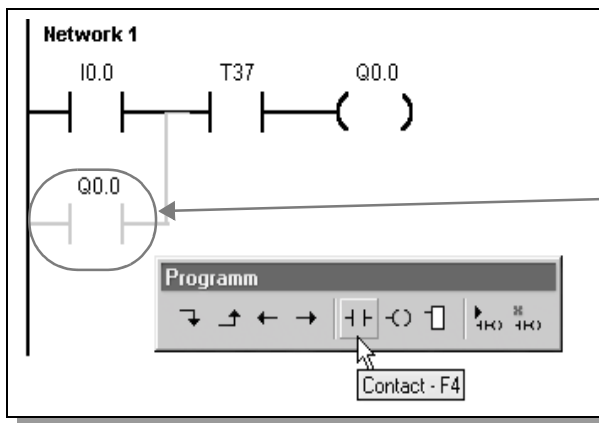 Network 1
I0.0 T37 Q0.0
Q0.0
Programm
Contact - F4